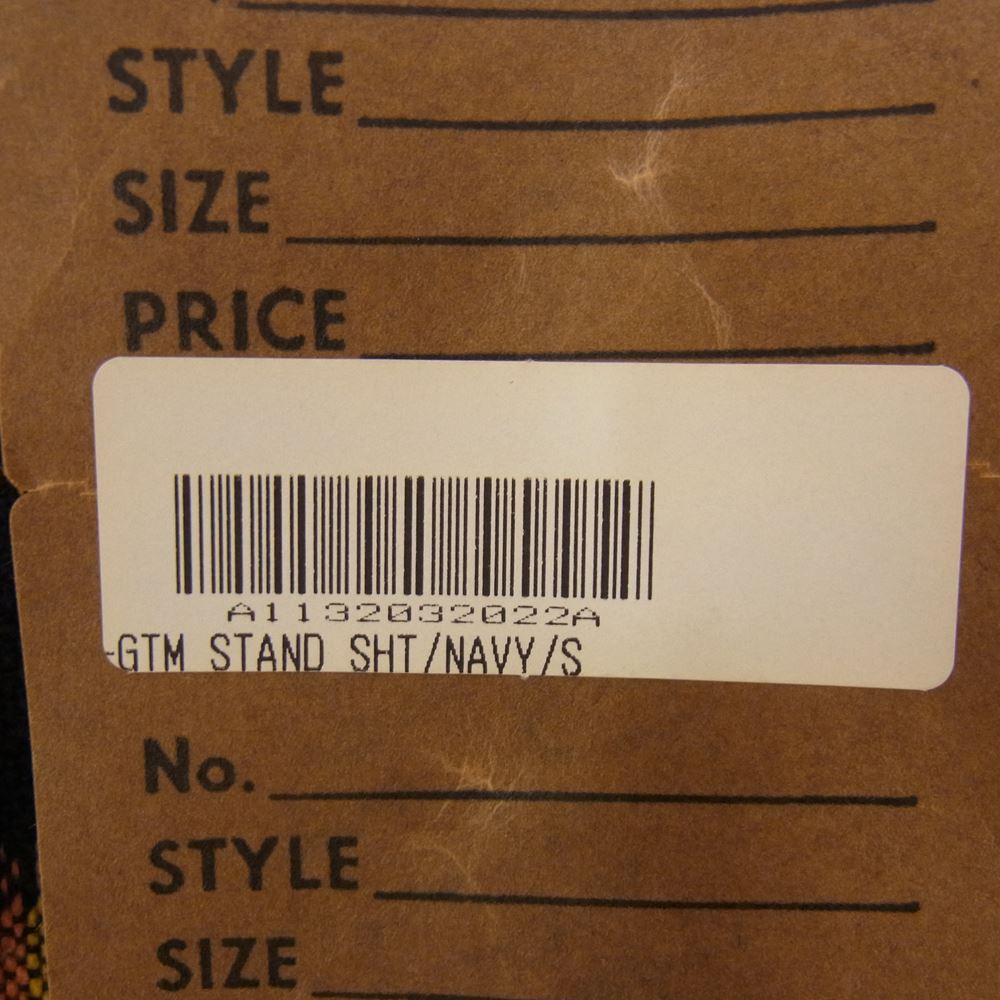 STYLE
SIZE
PRICE
A1132032022A
-GTM STAND SHT/NAVY/S
No.
STYLE
SIZE